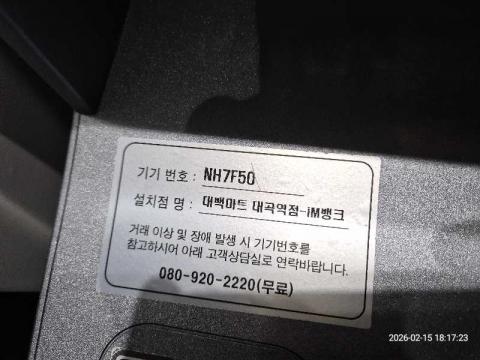 기기 번호 : NH7F50
설치점 명 : 대백마트 대곡역점-iM뱅크
거래 이상 및 장애 발생 시 기기번호를
참고하시어 아래 고객상담실로 연락바랍니다.
080-920-2220(무료)
2026-02-15 18:17:23